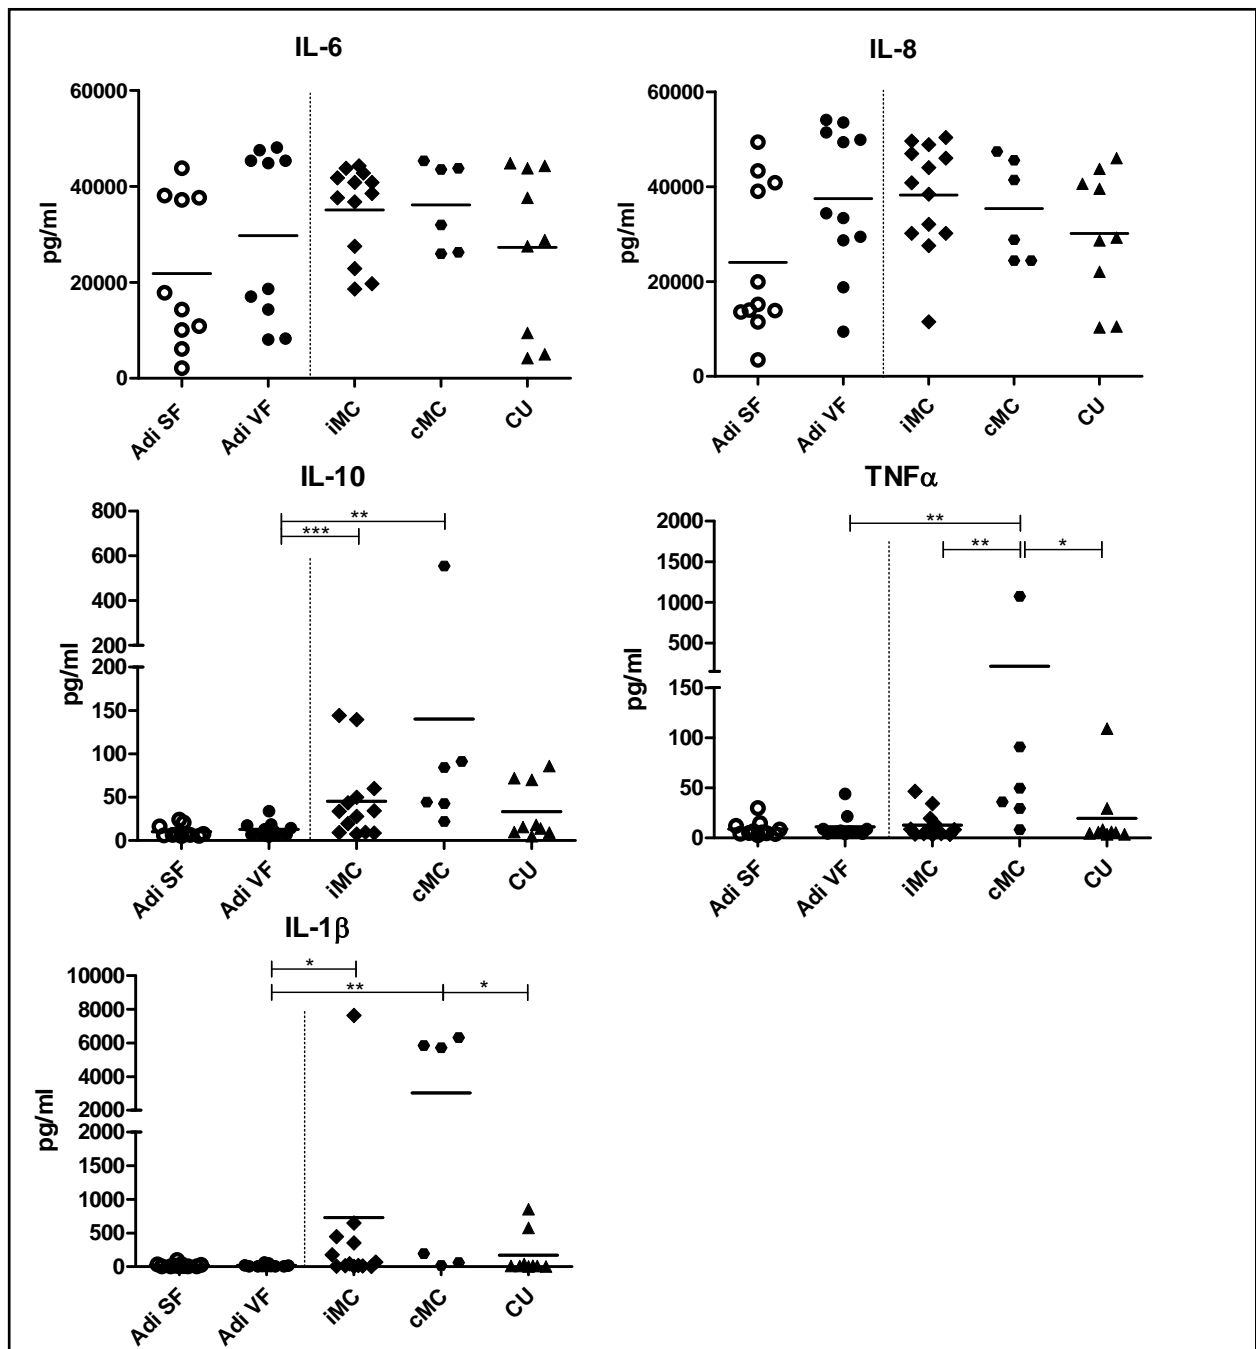 IL-6
60000
40000
20000
0
pg/ml
Adi SF
Adi VF
iMC
cMC
CU
IL-8
60000
40000
20000
0
pg/ml
Adi SF
Adi VF
iMC
cMC
CU
IL-10
800
600
400
200
200
150
100
50
0
pg/ml
**
***
Adi SF
Adi VF
iMC
cMC
CU
TNFα
2000
1500
1000
500
150
100
50
0
pg/ml
**
**
*
Adi SF
Adi VF
iMC
cMC
CU
IL-1β
10000
8000
6000
4000
2000
2000
1500
1000
500
0
pg/ml
*
**
*
Adi SF
Adi VF
iMC
cMC
CU